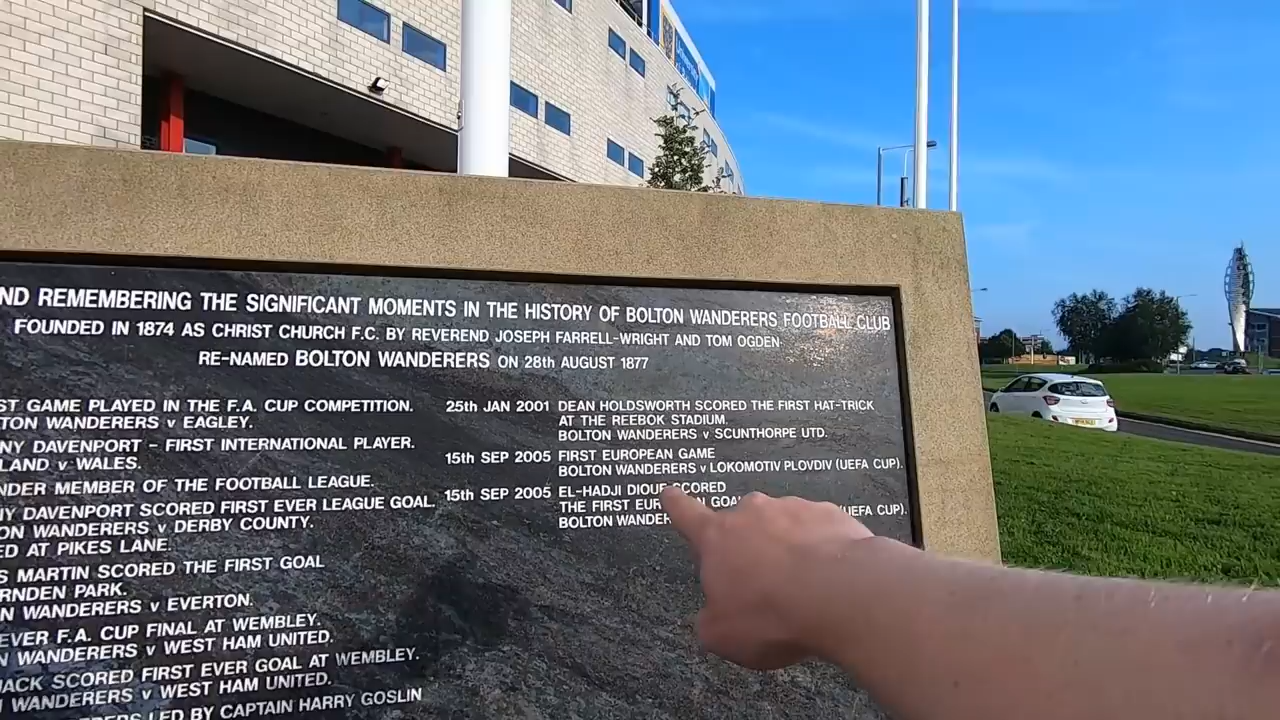 University
ND REMEMBERING THE SIGNIFICANT MOMENTS IN THE HISTORY OF BOLTON WANDERERS FOOTBALL CLUB
FOUNDED IN 1874 AS CHRIST CHURCH F.C. BY REVEREND JOSEPH FARRELL-WRIGHT AND TOM OGDEN
RE-NAMED BOLTON WANDERERS ON 28th AUGUST 1877
ST GAME PLAYED IN THE F.A. CUP COMPETITION.
TON WANDERERS v EAGLEY.
NY DAVENPORT - FIRST INTERNATIONAL PLAYER.
LAND v WALES.
NDER MEMBER OF THE FOOTBALL LEAGUE.
NY DAVENPORT SCORED FIRST EVER LEAGUE GOAL.
ON WANDERERS v DERBY COUNTY.
ED AT PIKES LANE.
S MARTIN SCORED THE FIRST GOAL
RNDEN PARK.
N WANDERERS v EVERTON.
EVER F.A. CUP FINAL AT WEMBLEY.
N WANDERERS v WEST HAM UNITED.
JACK SCORED FIRST EVER GOAL AT WEMBLEY.
WANDERERS v WEST HAM UNITED.
LED BY CAPTAIN HARRY GOSLIN
25th JAN 2001 DEAN HOLDSWORTH SCORED THE FIRST HAT-TRICK
AT THE REEBOK STADIUM.
BOLTON WANDERERS v SCUNTHORPE UTD.
15th SEP 2005 FIRST EUROPEAN GAME
BOLTON WANDERERS v LOKOMOTIV PLOVDIV (UEFA CUP).
15th SEP 2005 EL-HADJI DIOUF SCORED
THE FIRST EUR N GOA
BOLTON WANDER (UEFA CUP).